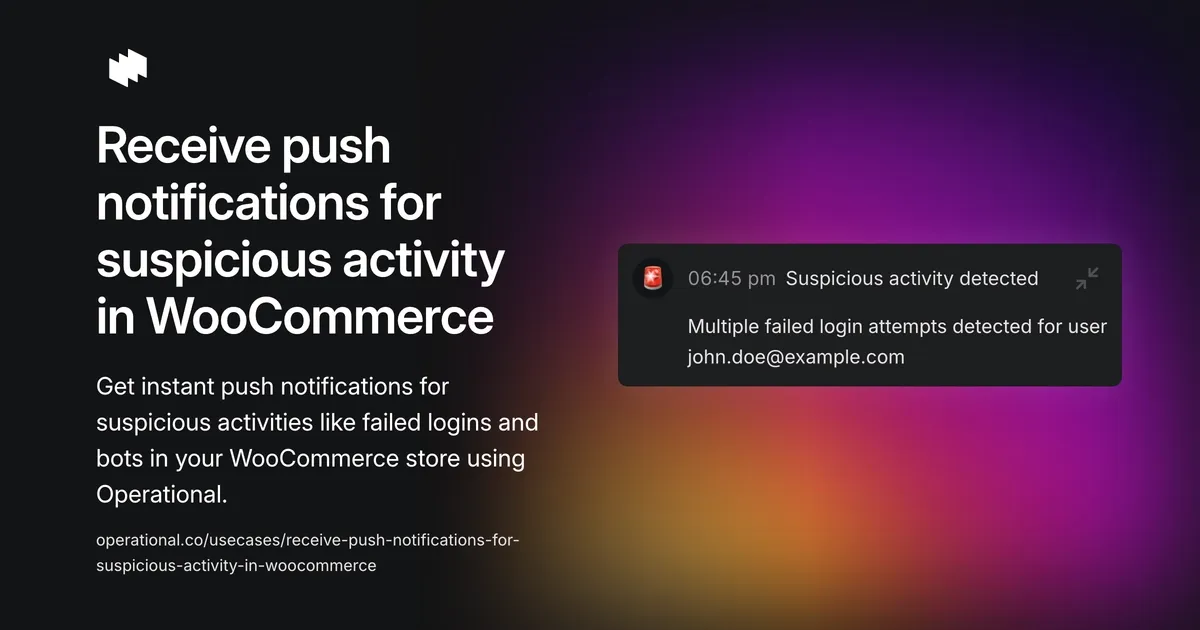 Receive push
notifications for
suspicious activity
in WooCommerce
Get instant push notifications for
suspicious activities like failed logins and
bots in your WooCommerce store using
Operational.
operational.co/usecases/receive-push-notifications-for-
suspicious-activity-in-woocommerce
06:45 pm Suspicious activity detected
Multiple failed login attempts detected for user
john.doe@example.com